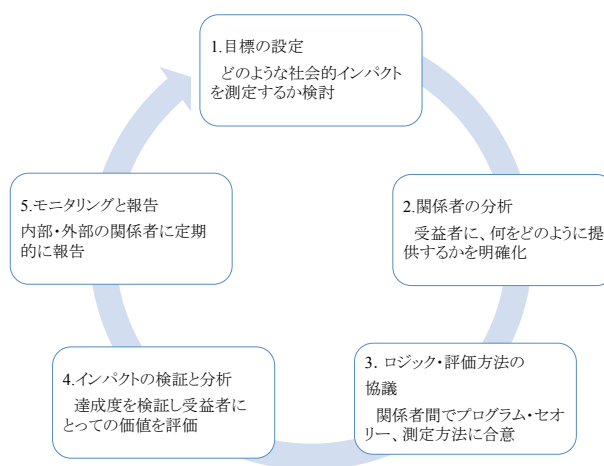 1.目標の設定
どのような社会的インパクト
を測定するか検討
2.関係者の分析
受益者に、何をどのように提
供するかを明確化
3. ロジック・評価方法の
協議
関係者間でプログラム・セオ
リー、測定方法に合意
4.インパクトの検証と分析
達成度を検証し受益者に
とっての価値を評価
5.モニタリングと報告
内部・外部の関係者に定期
的に報告